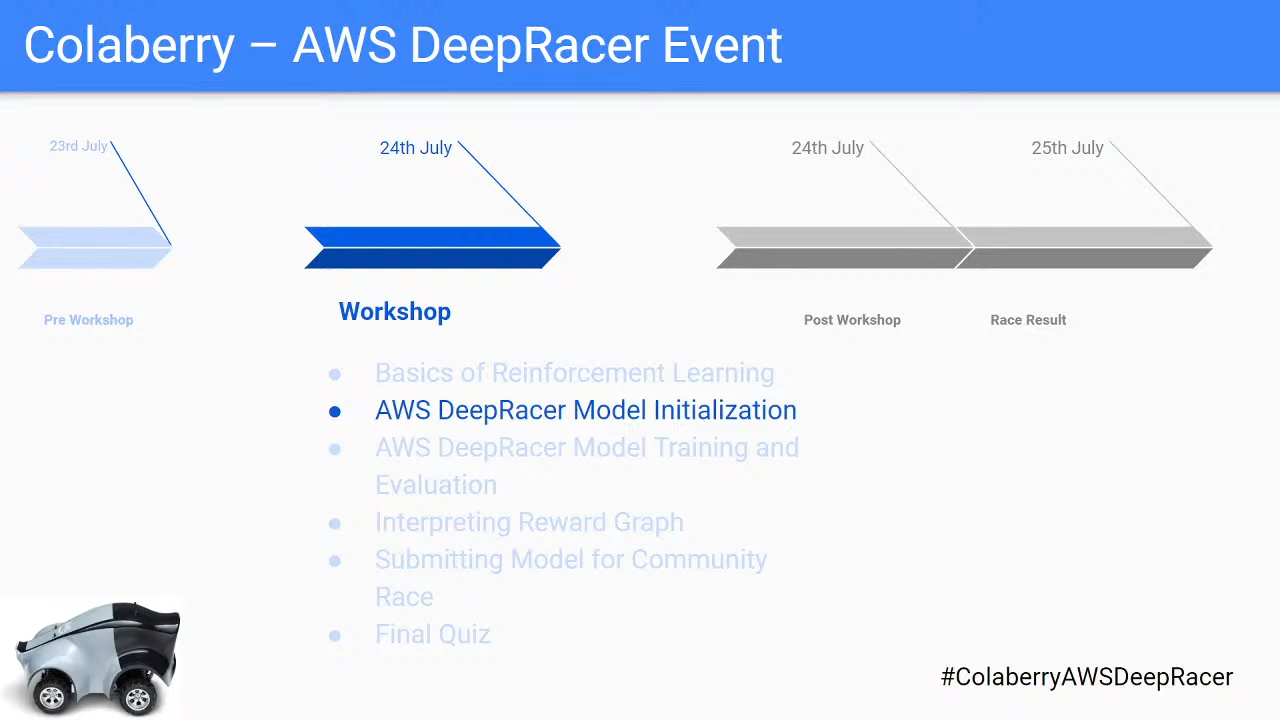 Colaberry – AWS DeepRacer Event
23rd July
24th July
24th July
25th July
Pre Workshop
Workshop
Post Workshop
Race Result
● Basics of Reinforcement Learning
● AWS DeepRacer Model Initialization
● AWS DeepRacer Model Training and
Evaluation
● Interpreting Reward Graph
● Submitting Model for Community
Race
● Final Quiz
#ColaberryAWSDeepRacer